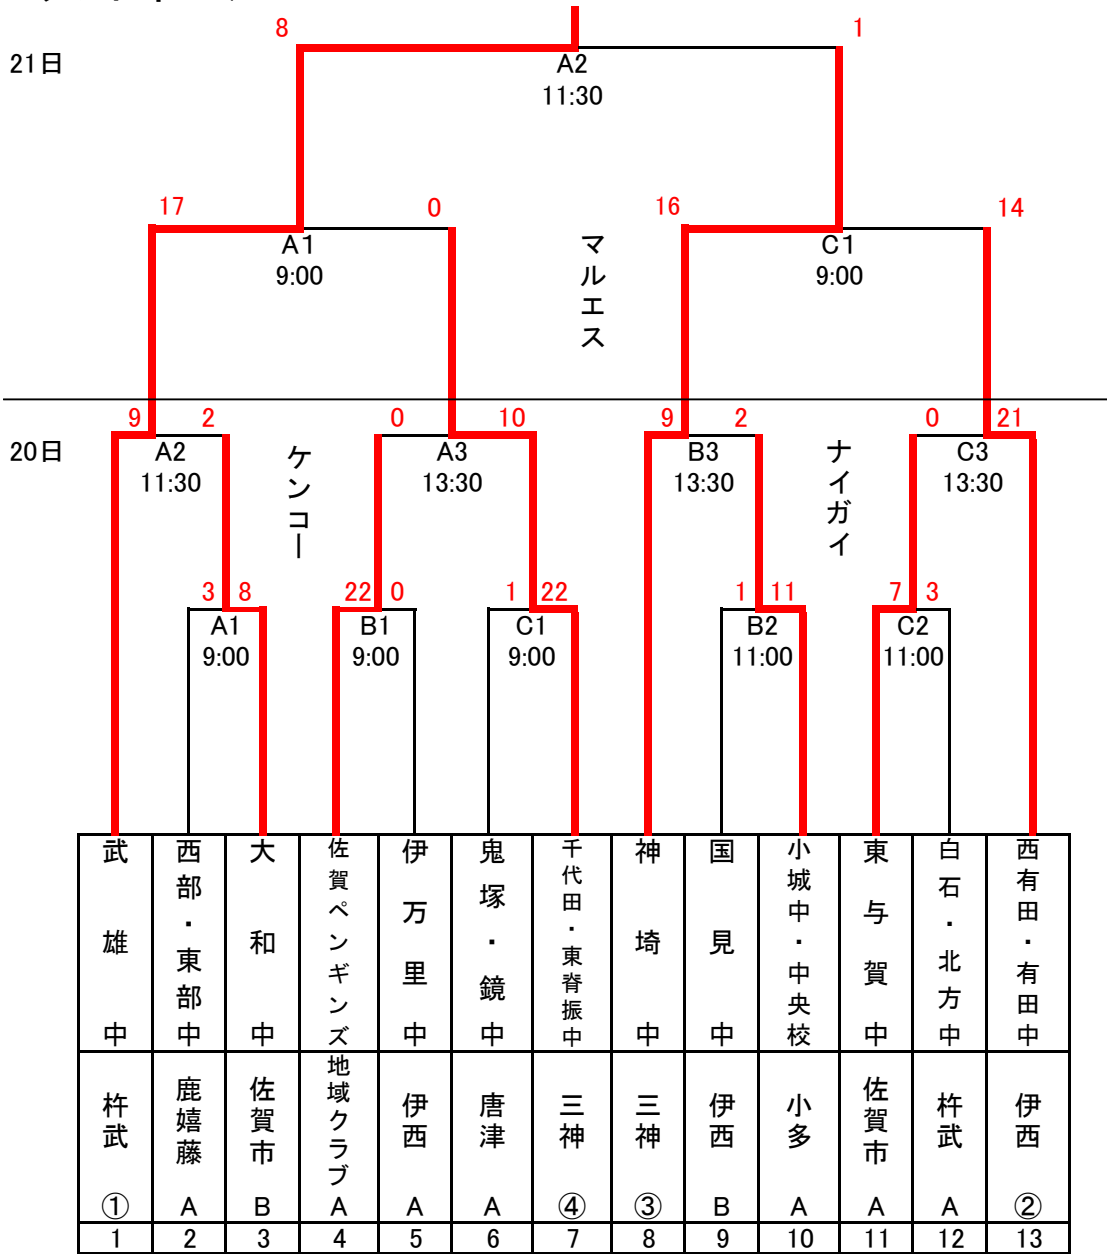 8
1
21日
A2
11:30
17
0
16
14
A1
9:00
マルエス
C1
9:00
9
2
0
10
9
2
0
21
20日
A2
11:30
ケンコー
A3
13:30
B3
13:30
ナイガイ
C3
13:30
3
8
22
0
1
22
1
11
7
3
A1
9:00
B1
9:00
C1
9:00
B2
11:00
C2
11:00
武雄中
西部・東部中
大和中
佐賀ペンギンズ
伊万里中
鬼塚・鏡中
千代田・東脊振中
神埼中
国見中
小城中・中央校
東与賀中
白石・北方中
西有田・有田中
杵武
鹿嬉藤
佐賀市
地域クラブ
伊西
唐津
三神
三神
伊西
小多
佐賀市
杵武
伊西
①
A
B
A
A
A
④
③
B
A
A
A
②
1
2
3
4
5
6
7
8
9
10
11
12
13